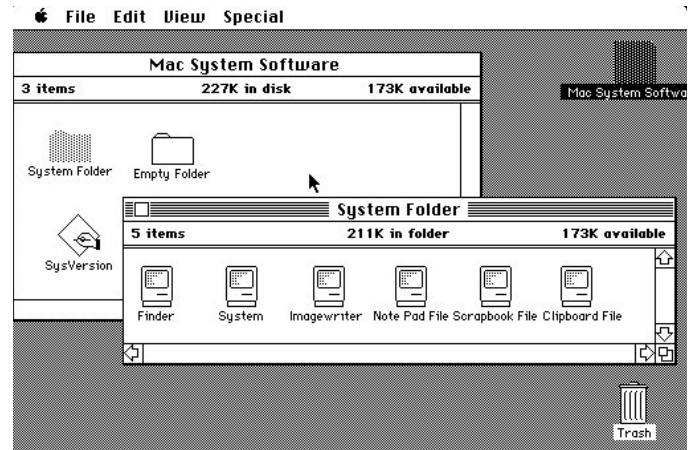 File Edit View Special
Mac System Software
3 items 227K in disk 173K available
Mac System Softwa
System Folder Empty Folder
System Folder
5 items 211K in folder 173K available
SysVersion
Finder System Imagewriter Note Pad File Scrapbook File Clipboard File
Trash